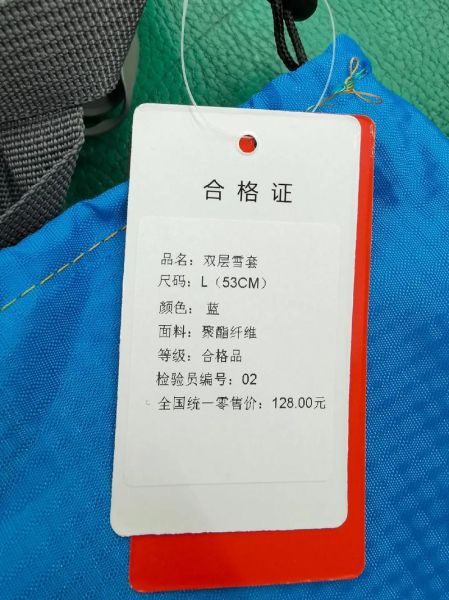 合格证
品名：双层雪套
尺码：L（53CM）
颜色： 蓝
面料：聚酯纤维
等级：合格品
检验员编号：02
全国统一零售价：128.00元